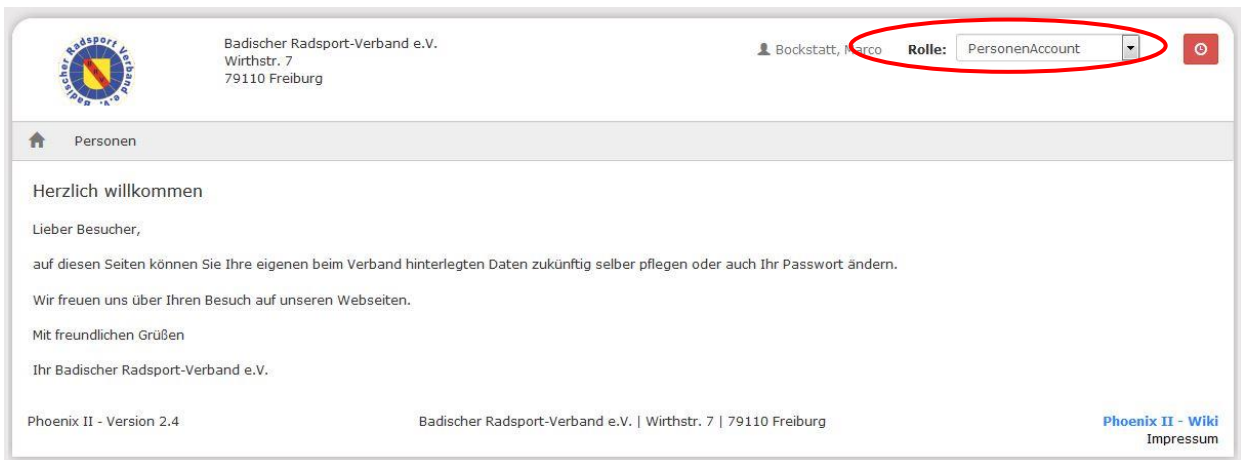 Badischer Radsport Verband e.V.
Badischer Radsport-Verband e.V.
Wirthstr. 7
79110 Freiburg
Bockstatt, Marco Rolle: PersonenAccount
Personen
Herzlich willkommen
Lieber Besucher,
auf diesen Seiten können Sie Ihre eigenen beim Verband hinterlegten Daten zukünftig selber pflegen oder auch Ihr Passwort ändern.
Wir freuen uns über Ihren Besuch auf unseren Webseiten.
Mit freundlichen Grüßen
Ihr Badischer Radsport-Verband e.V.
Phoenix II - Version 2.4 Badischer Radsport-Verband e.V. | Wirthstr. 7 | 79110 Freiburg Phoenix II - Wiki
Impressum